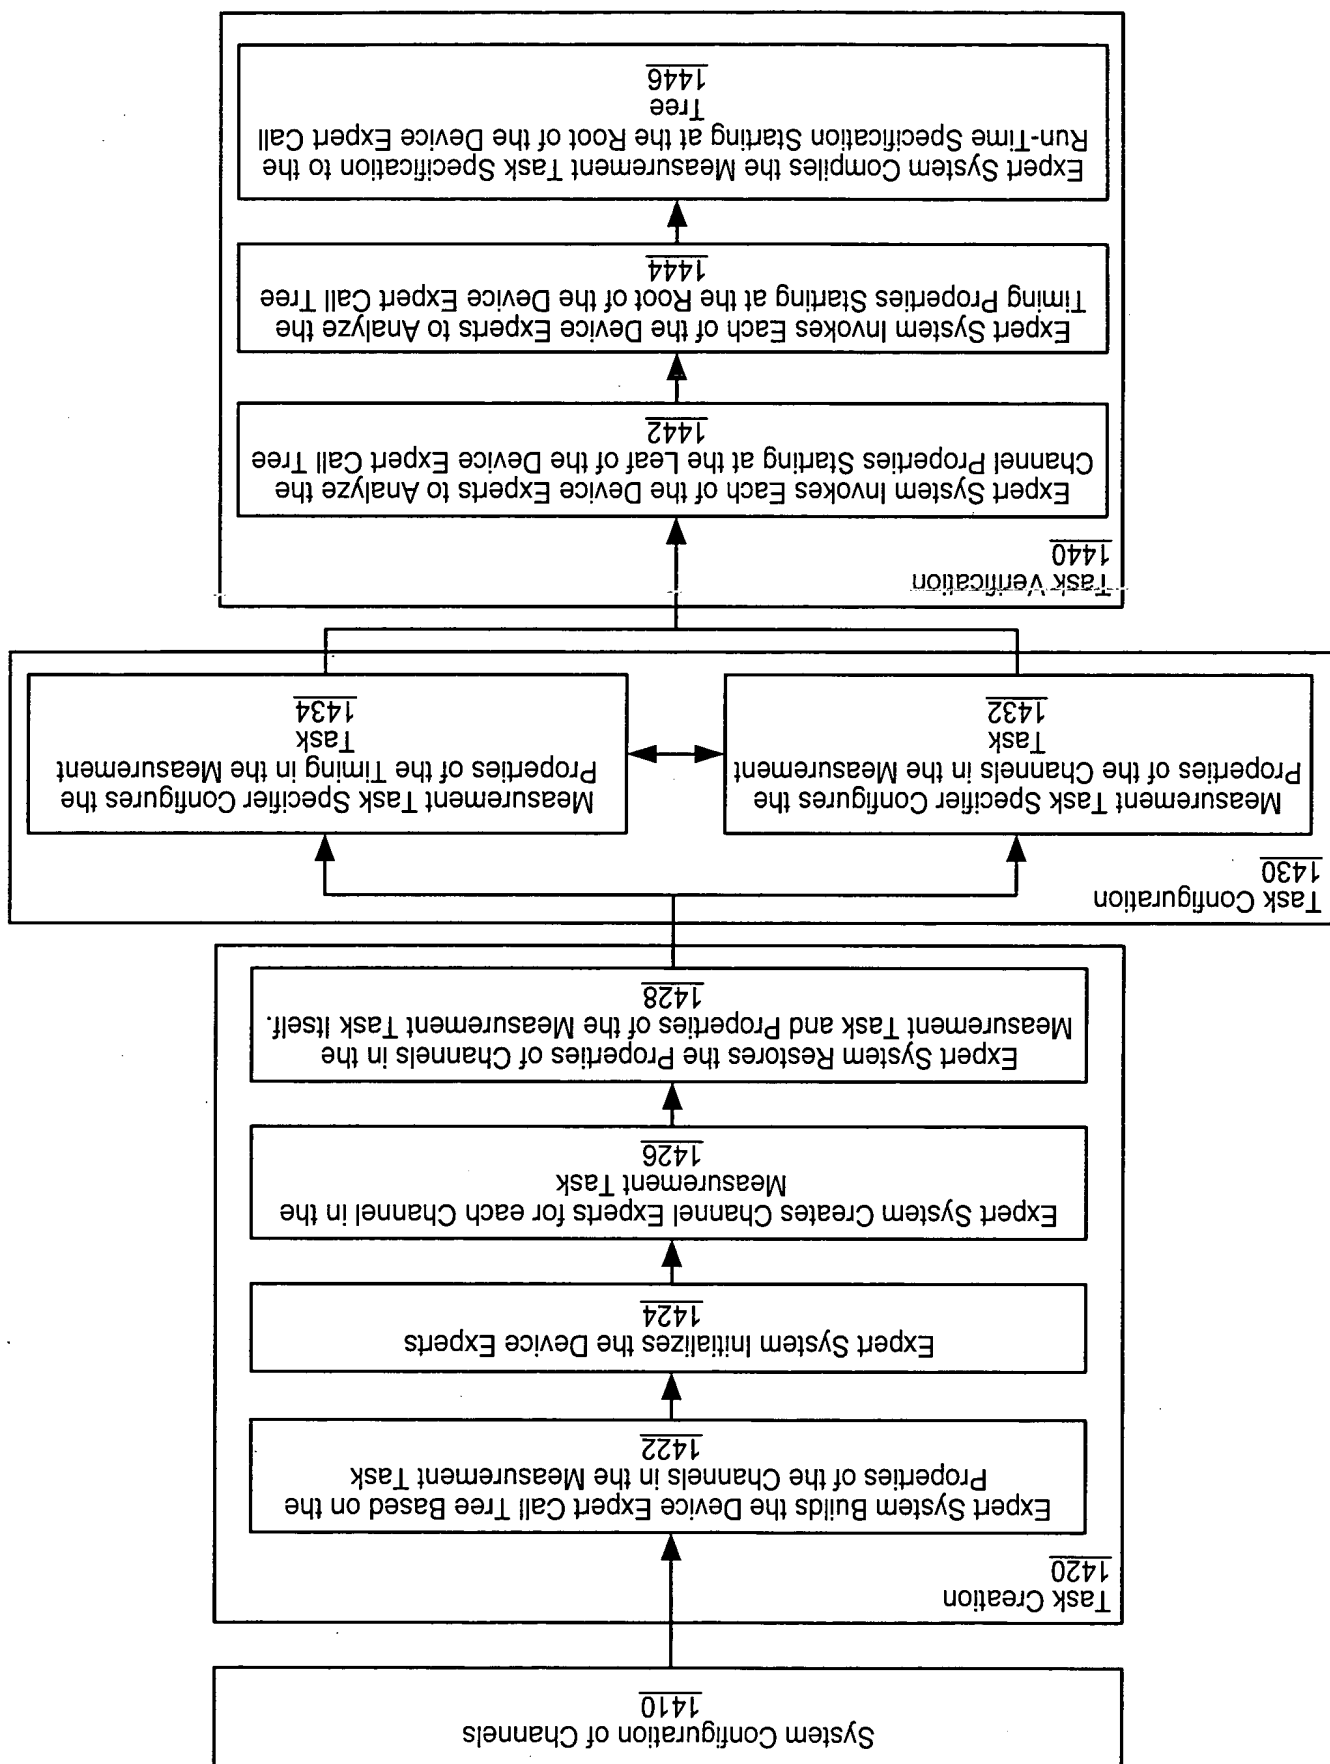 System Configuration of Channels
1410
Task Creation
1420
Expert System Builds the Device Expert Call Tree Based on the
Properties of the Channels in the Measurement Task
1422
Expert System Initializes the Device Experts
1424
Expert System Creates Channel Experts for each Channel in the
Measurement Task
1426
Expert System Restores the Properties of Channels in the
Measurement Task and Properties of the Measurement Task Itself.
1428
Task Configuration
1430
Measurement Task Specifier Configures the
Properties of the Channels in the Measurement
Task
1432
Measurement Task Specifier Configures the
Properties of the Timing in the Measurement
Task
1434
Task Verification
1440
Expert System Invokes Each of the Device Experts to Analyze the
Channel Properties Starting at the Leaf of the Device Expert Call Tree
1442
Expert System Invokes Each of the Device Experts to Analyze the
Timing Properties Starting at the Root of the Device Expert Call Tree
1444
Expert System Compiles the Measurement Task Specification to the
Run-Time Specification Starting at the Root of the Device Expert Call
Tree
1446